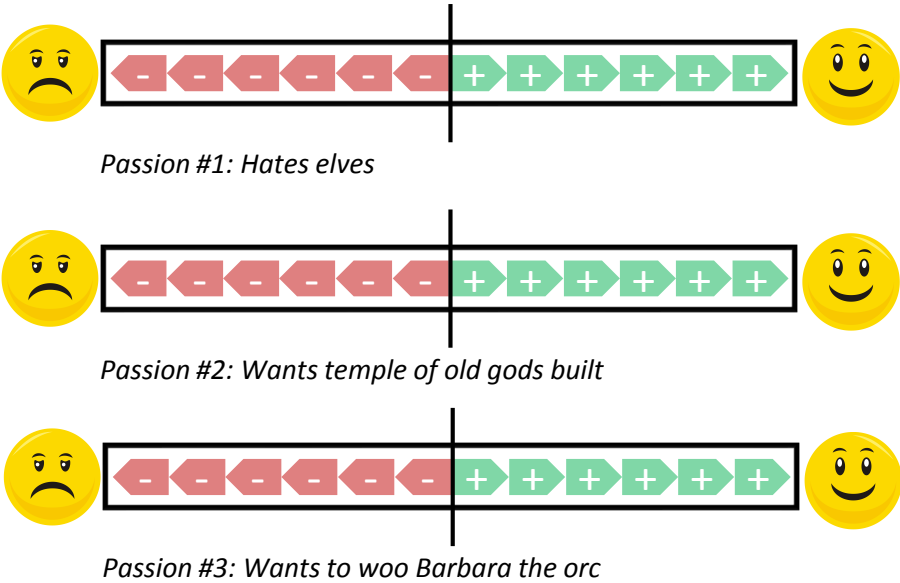 - - - - - - + + + + + +
Passion #1: Hates elves
- - - - - - + + + + + +
Passion #2: Wants temple of old gods built
- - - - - - + + + + + +
Passion #3: Wants to woo Barbara the orc